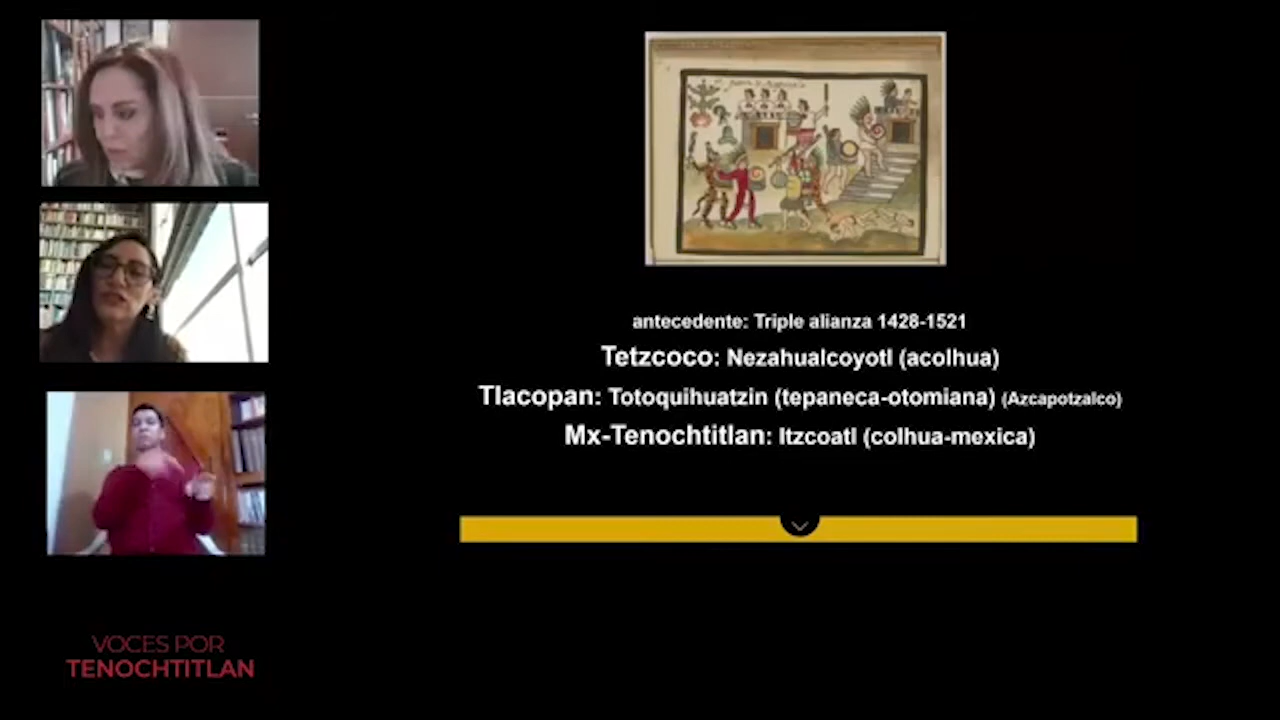 antecedente: Triple alianza 1428-1521
Tetzcoco: Nezahualcoyotl (acolhua)
Tlacopan: Totoquihuatzin (tepaneca-otomiana) (Azcapotzalco)
Mx-Tenochtitlan: Itzcoatl (colhua-mexica)
VOCES POR
TENOCHTITLAN